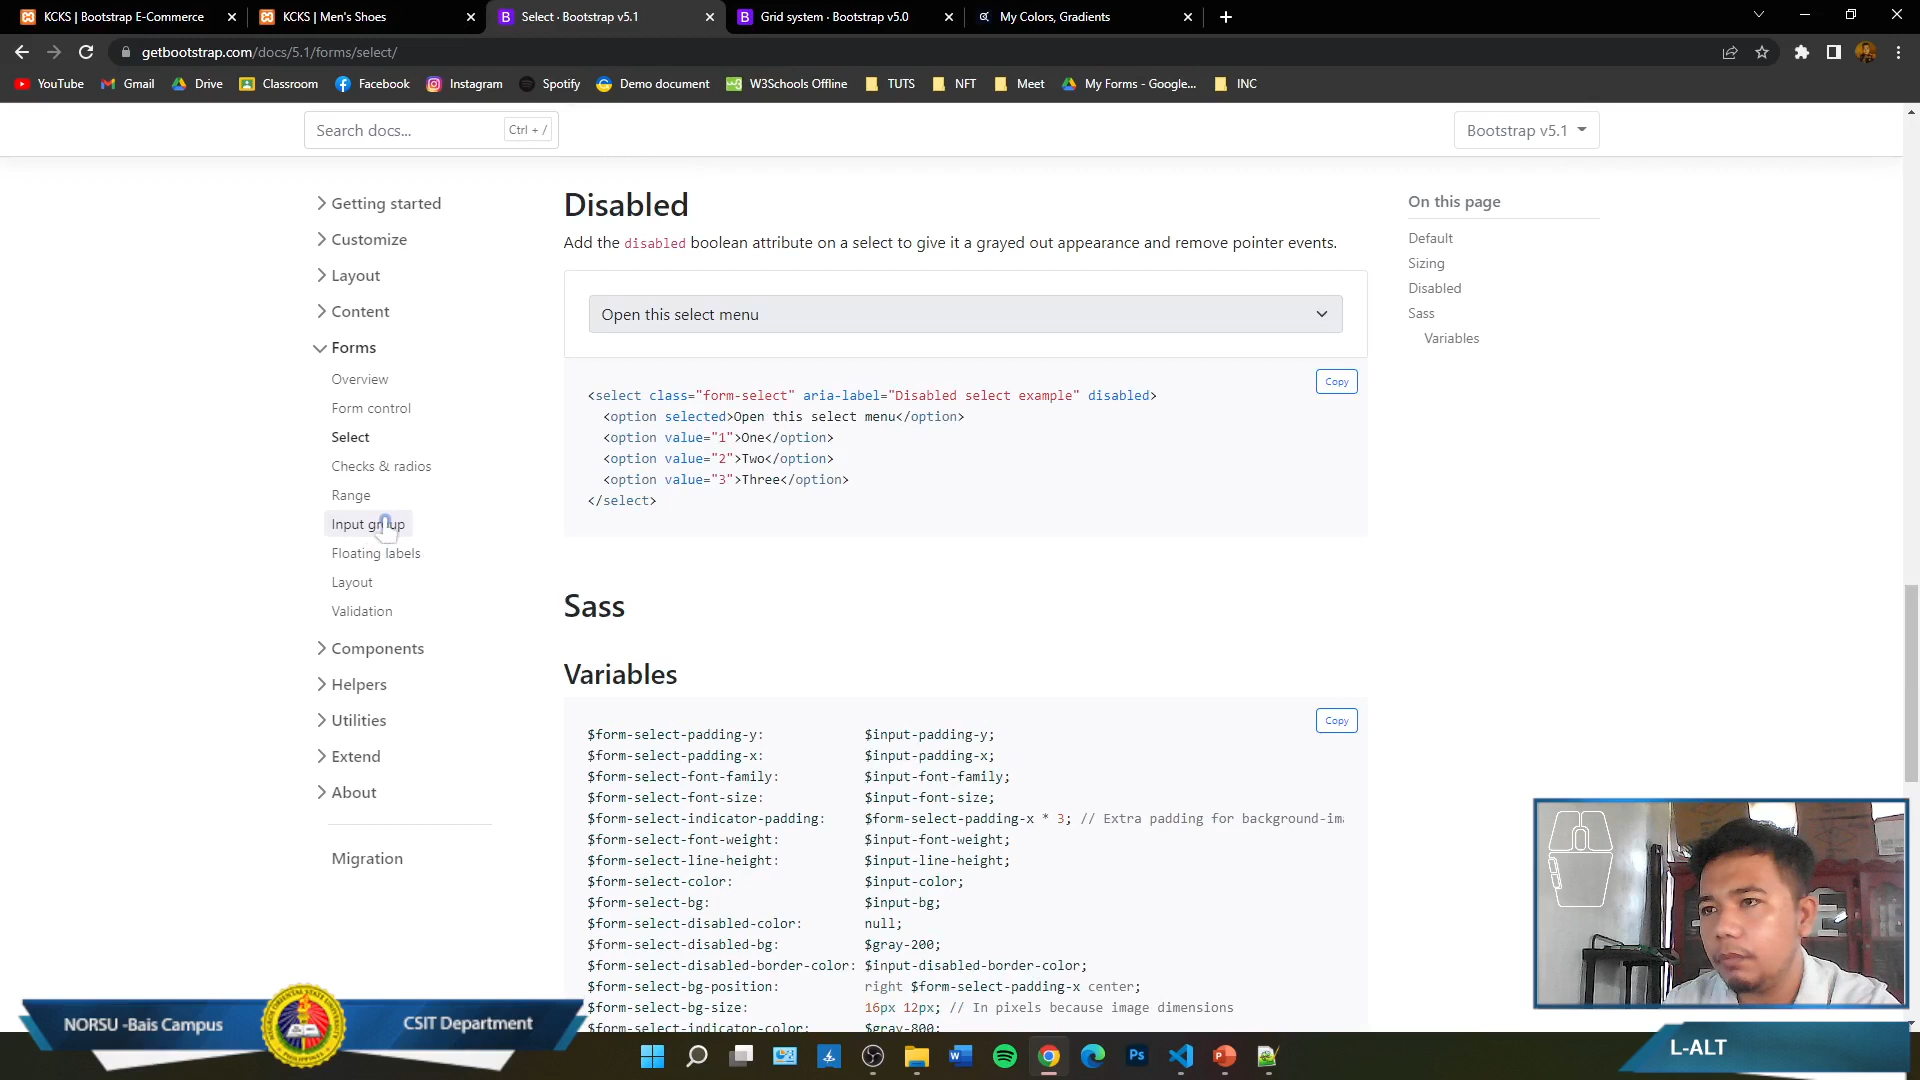 KCKS | Bootstrap E-Commerce
KCKS | Men's Shoes
Select · Bootstrap v5.1
Grid system · Bootstrap v5.0
My Colors, Gradients
getbootstrap.com/docs/5.1/forms/select/
YouTube
Gmail
Drive
Classroom
Facebook
Instagram
Spotify
Demo document
W3Schools Offline
TUTS
NFT
Meet
My Forms - Google...
INC
Search docs...
Ctrl + /
Bootstrap v5.1
Getting started
Customize
Layout
Content
Forms
Overview
Form control
Select
Checks & radios
Range
Input group
Floating labels
Layout
Validation
Components
Helpers
Utilities
Extend
About
Migration
Disabled
Add the disabled boolean attribute on a select to give it a grayed out appearance and remove pointer events.
Open this select menu
Copy
<select class="form-select" aria-label="Disabled select example" disabled>
<option selected>Open this select menu</option>
<option value="1">One</option>
<option value="2">Two</option>
<option value="3">Three</option>
</select>
Sass
Variables
Copy
$form-select-padding-y: $input-padding-y;
$form-select-padding-x: $input-padding-x;
$form-select-font-family: $input-font-family;
$form-select-font-size: $input-font-size;
$form-select-indicator-padding: $form-select-padding-x * 3; // Extra padding for background-im
$form-select-font-weight: $input-font-weight;
$form-select-line-height: $input-line-height;
$form-select-color: $input-color;
$form-select-bg: $input-bg;
$form-select-disabled-color: null;
$form-select-disabled-bg: $gray-200;
$form-select-disabled-border-color: $input-disabled-border-color;
$form-select-bg-position: right $form-select-padding-x center;
$form-select-bg-size: 16px 12px; // In pixels because image dimensions
$form-select-indicator-color: $gray-800;
On this page
Default
Sizing
Disabled
Sass
Variables
NORSU -Bais Campus
CSIT Department
L-ALT